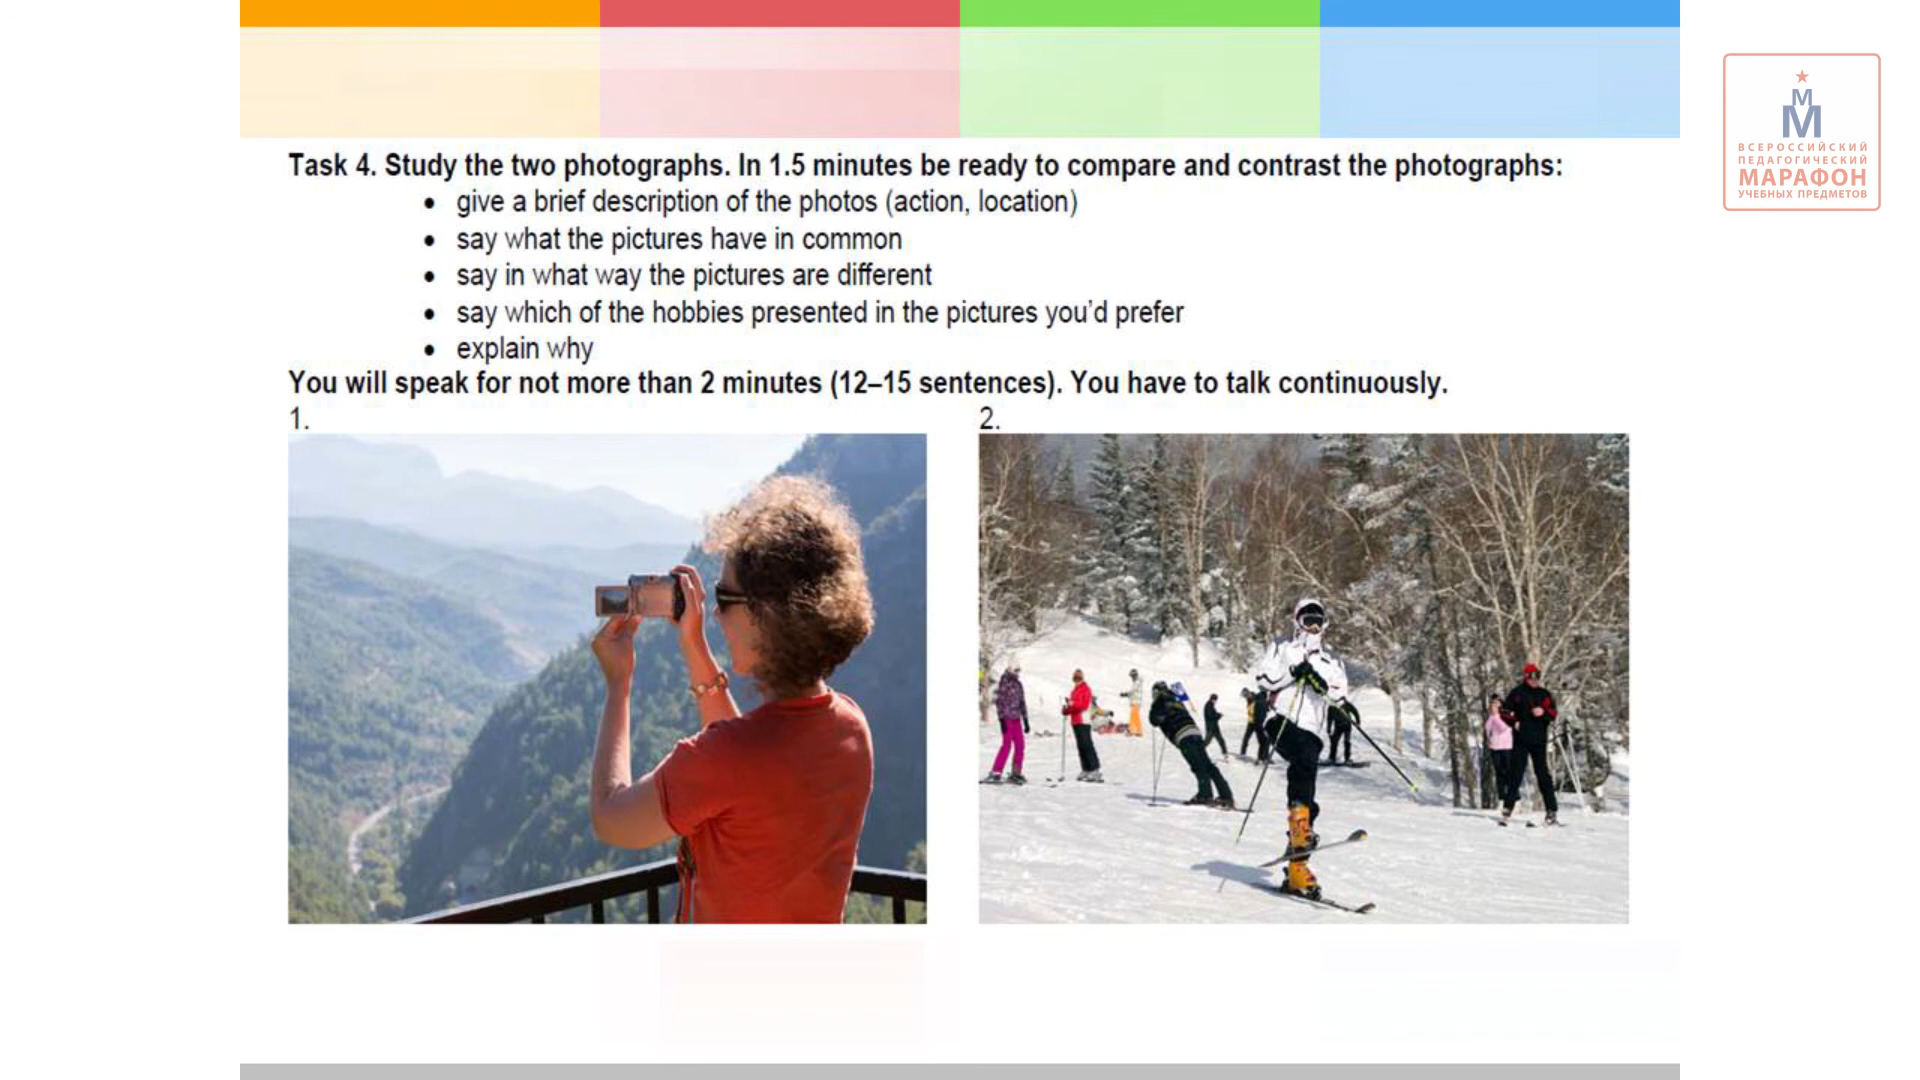 Task 4. Study the two photographs. In 1.5 minutes be ready to compare and contrast the photographs:
• give a brief description of the photos (action, location)
• say what the pictures have in common
• say in what way the pictures are different
• say which of the hobbies presented in the pictures you'd prefer
• explain why
You will speak for not more than 2 minutes (12–15 sentences). You have to talk continuously.
1.
2.
М
М
ВСЕРОССИЙСКИЙ
ПЕДАГОГИЧЕСКИЙ
МАРАФОН
УЧЕБНЫХ ПРЕДМЕТОВ